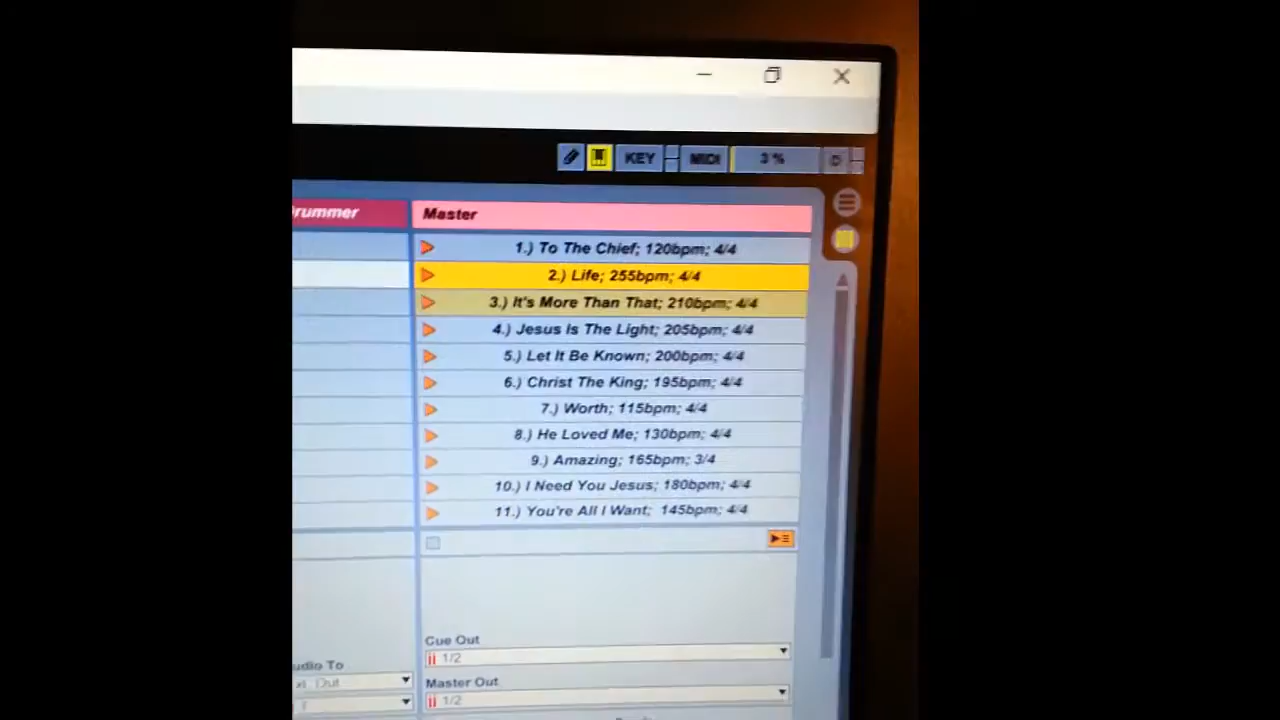 KEY MIDI 3 % D
rummer Master
1.) To The Chief; 120bpm; 4/4
2.) Life; 255bpm; 4/4
3.) It's More Than That; 210bpm; 4/4
4.) Jesus Is The Light; 205bpm; 4/4
5.) Let It Be Known; 200bpm; 4/4
6.) Christ The King; 195bpm; 4/4
7.) Worth; 115bpm; 4/4
8.) He Loved Me; 130bpm; 4/4
9.) Amazing; 165bpm; 3/4
10.) I Need You Jesus; 180bpm; 4/4
11.) You're All I Want;  145bpm; 4/4
Cue Out
1/2
udio To
Out
Master Out
1/2